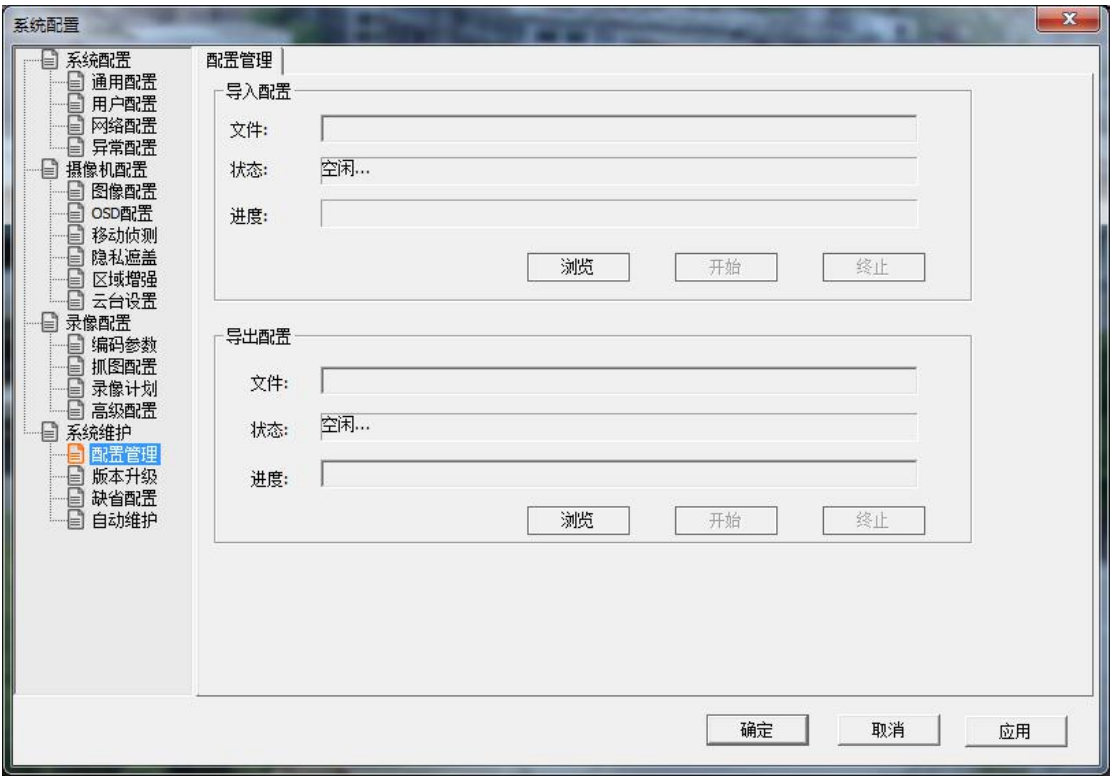 系统配置
系统配置
通用配置
用户配置
网络配置
异常配置
摄像机配置
图像配置
OSD配置
移动侦测
隐私遮盖
区域增强
云台设置
录像配置
编码参数
抓图配置
录像计划
高级配置
系统维护
配置管理
版本升级
缺省配置
自动维护
配置管理
导入配置
文件:
状态: 空闲...
进度:
浏览 开始 终止
导出配置
文件:
状态: 空闲...
进度:
浏览 开始 终止
确定 取消 应用